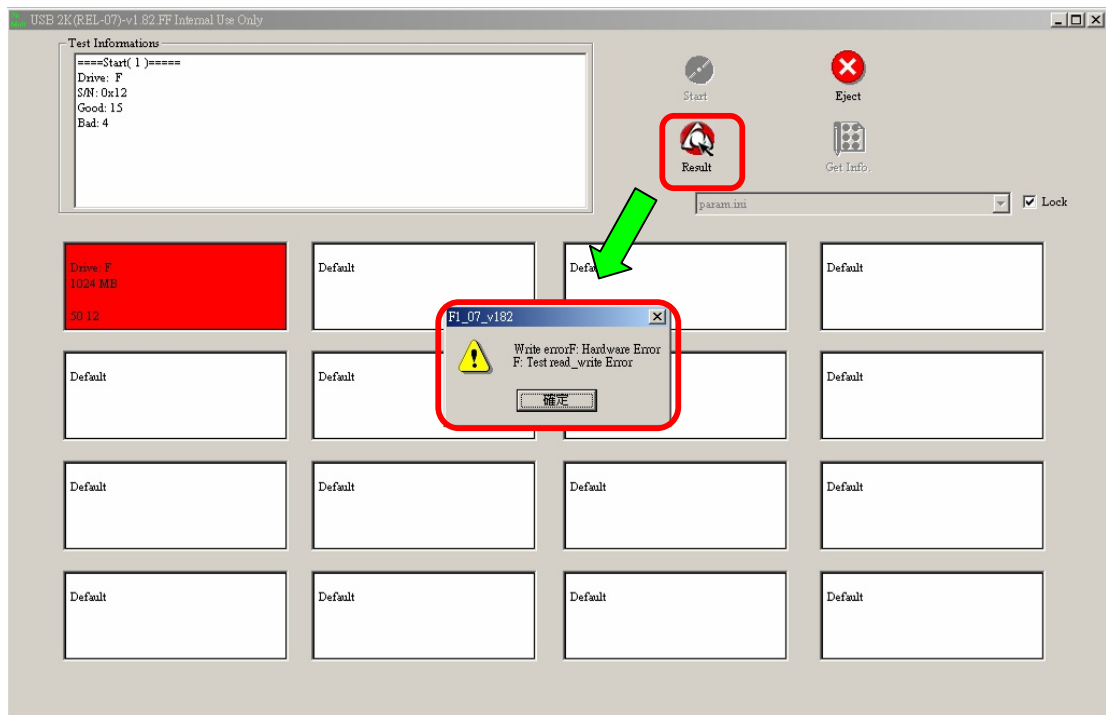 USB 2K(REL-07)-v1.82.FF Internal Use Only
Test Informations
====Start( 1 )=====
Drive: F
S/N: 0x12
Good: 15
Bad: 4
Start
Eject
Result
Get Info.
param.ini
Lock
Drive: F
1024 MB
50 12
Default
Defa
Default
F1_07_v182
Write errorF: Hardware Error
F: Test read_write Error
確定
Default
Default
Default
Default
Default
Default
Default
Default
Default
Default
Default